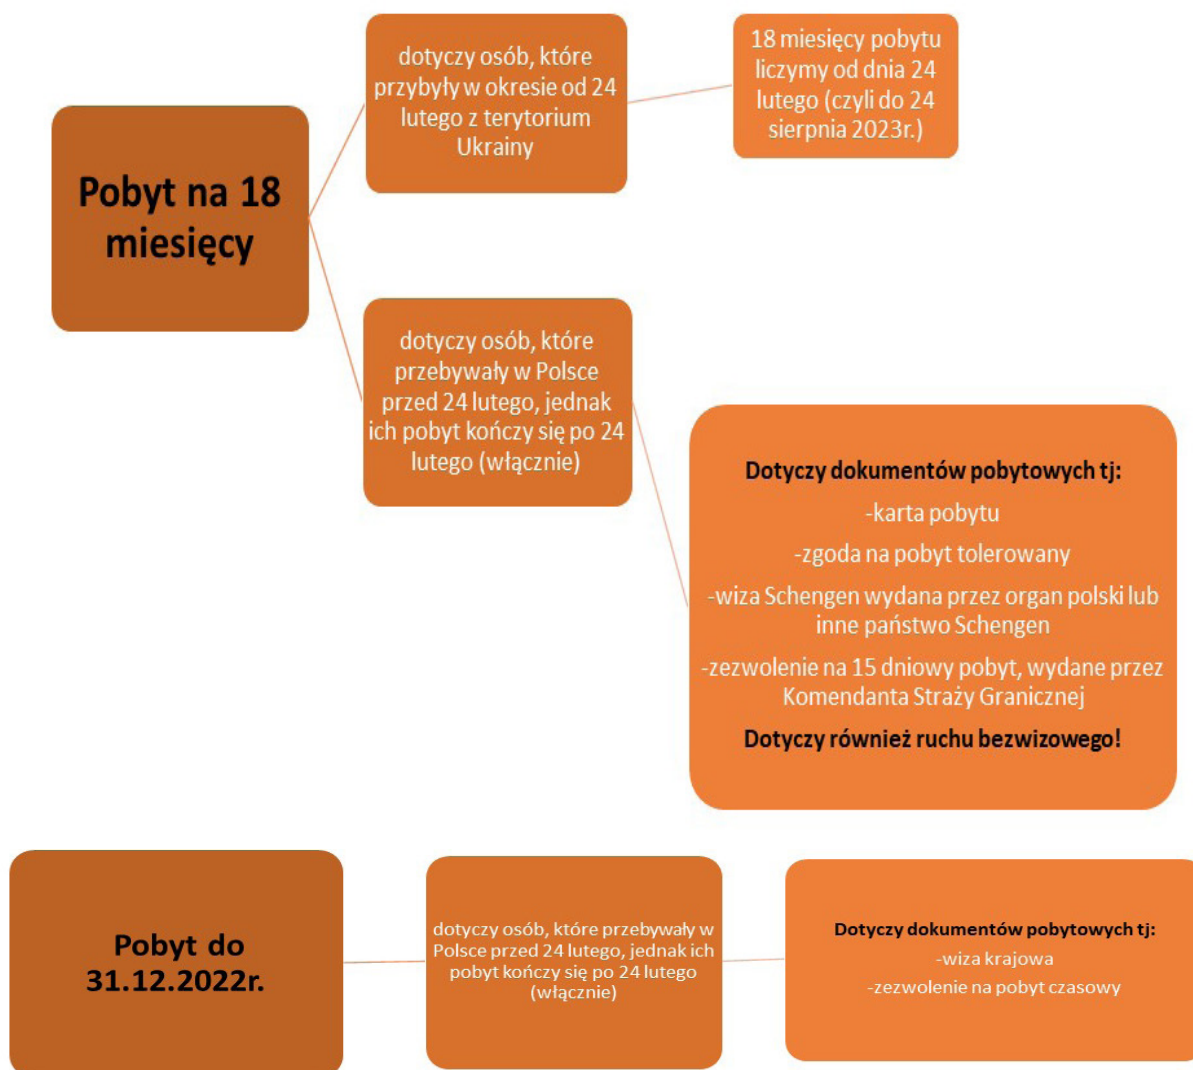 Pobyt na 18
miesięcy
dotyczy osób, które
przybyły w okresie od 24
lutego z terytorium
Ukrainy
18 miesięcy pobytu
liczymy od dnia 24
lutego (czyli do 24
sierpnia 2023r.)
dotyczy osób, które
przebywały w Polsce
przed 24 lutego, jednak
ich pobyt kończy się po 24
lutego (włącznie)
Dotyczy dokumentów pobytowych tj:
-karta pobytu
-zgoda na pobyt tolerowany
-wiza Schengen wydana przez organ polski lub
inne państwo Schengen
-zezwolenie na 15 dniowy pobyt, wydane przez
Komendanta Straży Granicznej
Dotyczy również ruchu bezwizowego!
Pobyt do
31.12.2022r.
dotyczy osób, które przebywały w
Polsce przed 24 lutego, jednak ich
pobyt kończy się po 24 lutego
(włącznie)
Dotyczy dokumentów pobytowych tj:
-wiza krajowa
-zezwolenie na pobyt czasowy